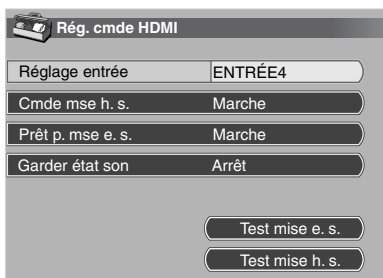 Rég. cmde HDMI
Réglage entrée ENTRÉE4
Cmde mse h. s. Marche
Prêt p. mse e. s. Marche
Garder état son Arrêt
Test mise e. s.
Test mise h. s.